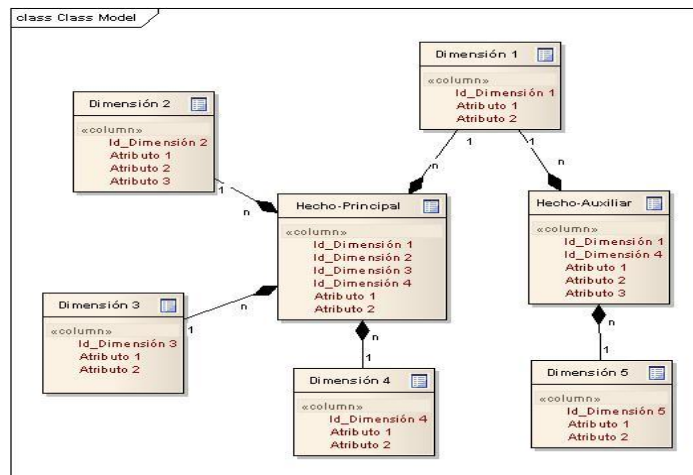 class Class Model
Dimensión 1
«column»
Id_Dimensión 1
Atributo 1
Atributo 2
1
1
n
n
Dimensión 2
«column»
Id_Dimensión 2
Atributo 1
Atributo 2
Atributo 3
1
n
Hecho-Principal
«column»
Id_Dimensión 1
Id_Dimensión 2
Id_Dimensión 3
Id_Dimensión 4
Atributo 1
Atributo 2
Hecho-Auxiliar
«column»
Id_Dimensión 1
Id_Dimensión 4
Atributo 1
Atributo 2
Atributo 3
Dimensión 3
«column»
Id_Dimensión 3
Atributo 1
Atributo 2
1
n
n
1
Dimensión 4
«column»
Id_Dimensión 4
Atributo 1
Atributo 2
n
1
Dimensión 5
«column»
Id_Dimensión 5
Atributo 1
Atributo 2